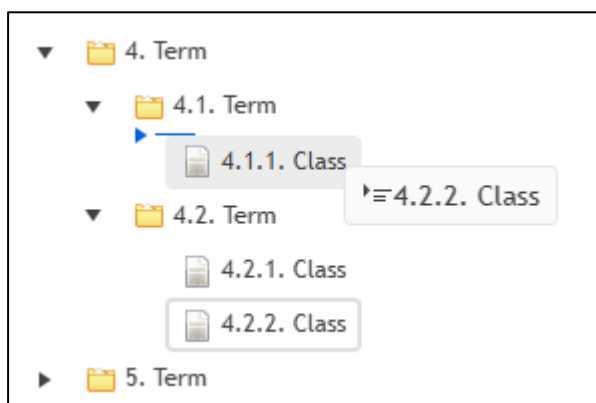 4. Term
4.1. Term
4.1.1. Class
4.2.2. Class
4.2. Term
4.2.1. Class
4.2.2. Class
5. Term